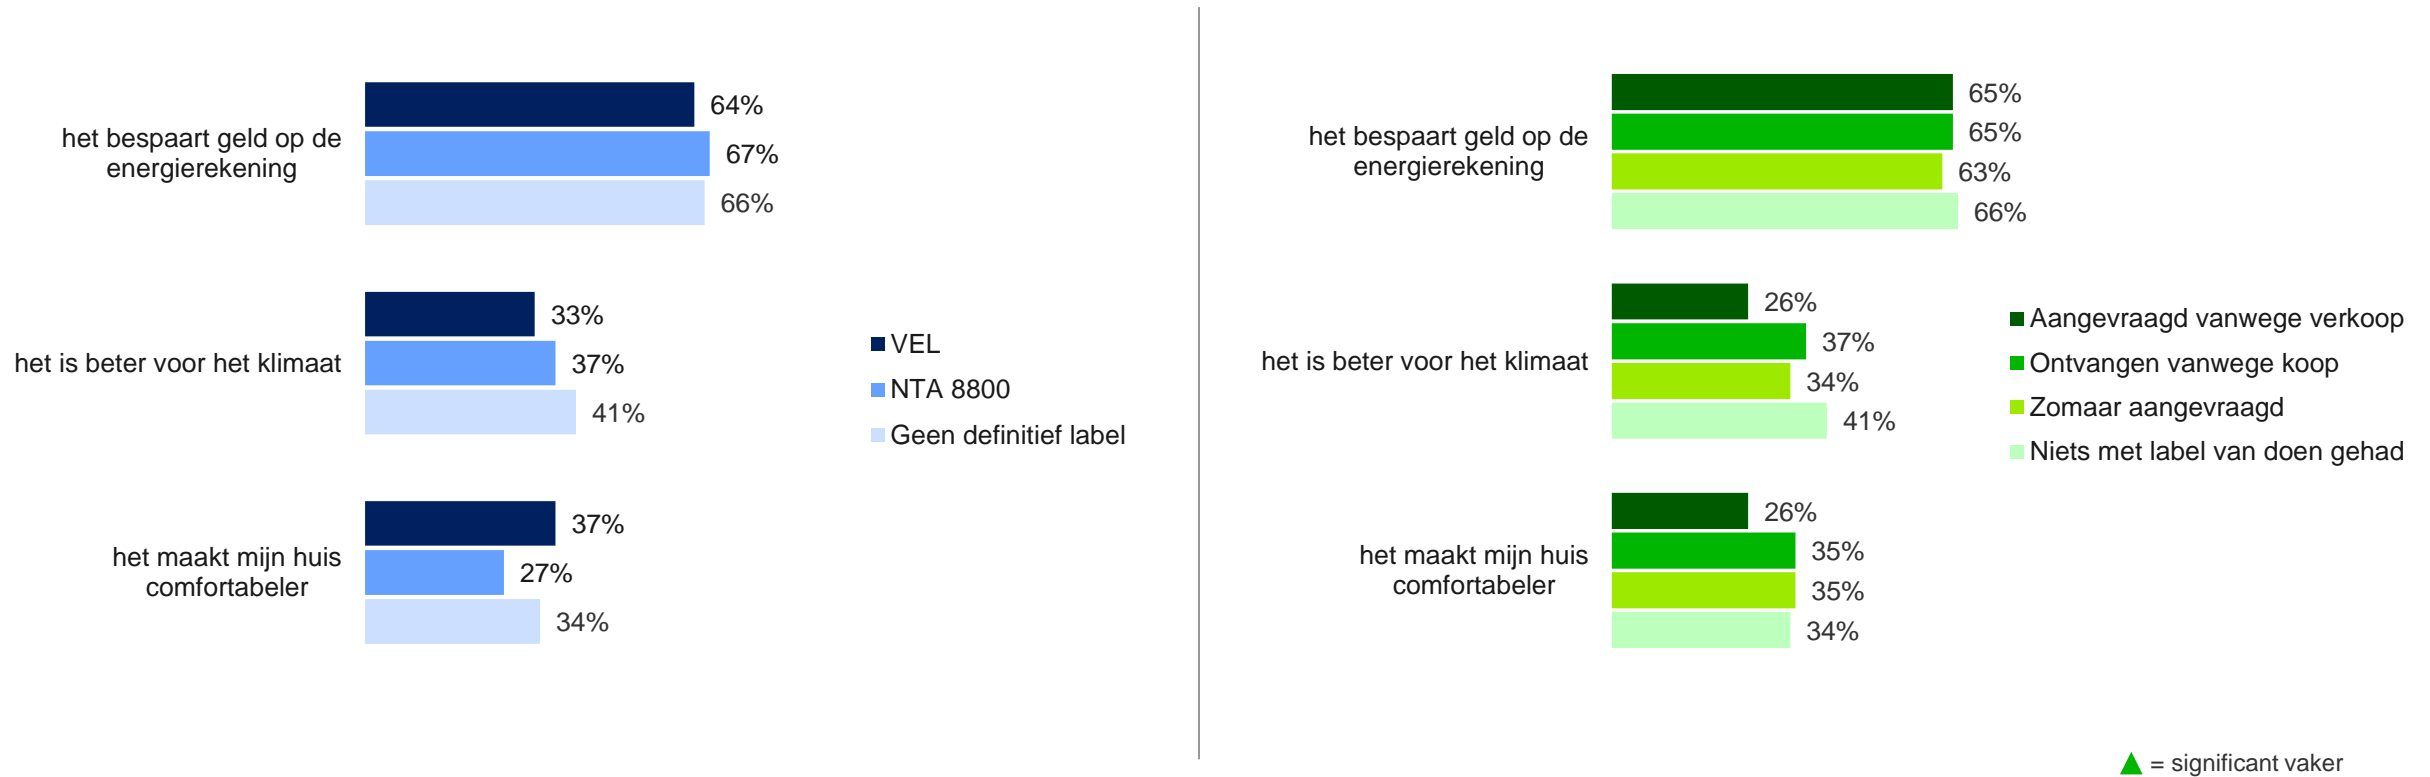 het bespaart geld op de
energierekening
64%
67%
66%
het is beter voor het klimaat
33%
37%
41%
het maakt mijn huis
comfortabeler
37%
27%
34%
VEL
NTA 8800
Geen definitief label
het bespaart geld op de
energierekening
65%
65%
63%
66%
het is beter voor het klimaat
26%
37%
34%
41%
het maakt mijn huis
comfortabeler
26%
35%
35%
34%
Aangevraagd vanwege verkoop
Ontvangen vanwege koop
Zomaar aangevraagd
Niets met label van doen gehad
= significant vaker